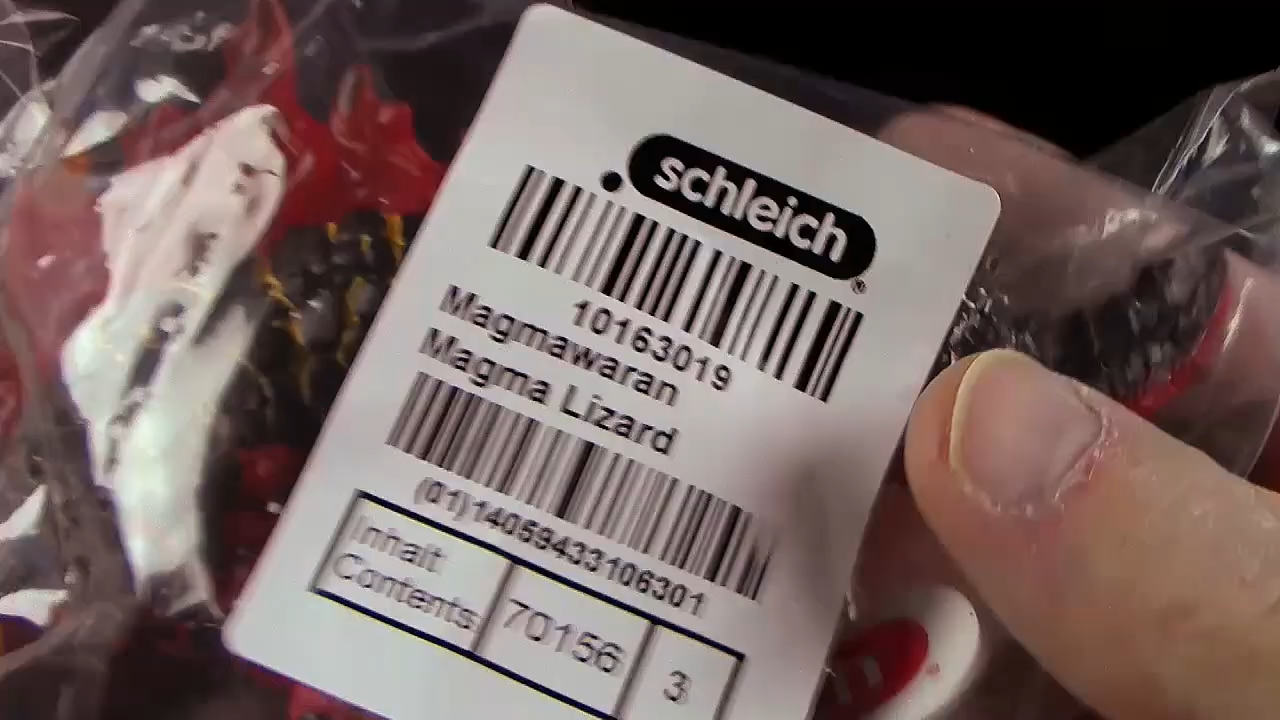 schleich
®
10163019
Magmawaran
Magma Lizard
(01)14059433106301
Inhalt 70156 3
Contents